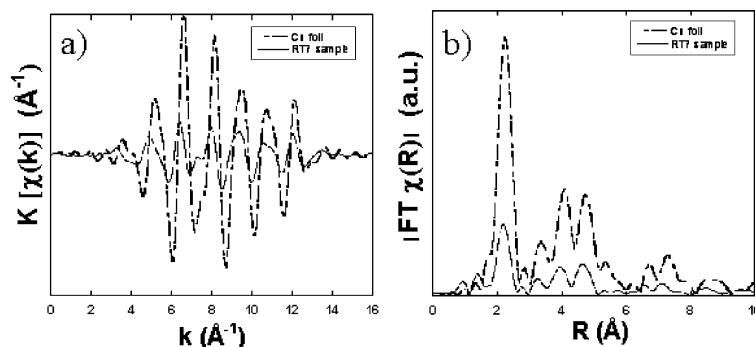 a)
Cu foil
RT7 sample
K [χ(k)] (Å⁻¹)
0 2 4 6 8 10 12 14 16
k (Å⁻¹)
b)
Cu foil
RT7 sample
|FT χ(R)| (a.u.)
0 2 4 6 8 10
R (Å)